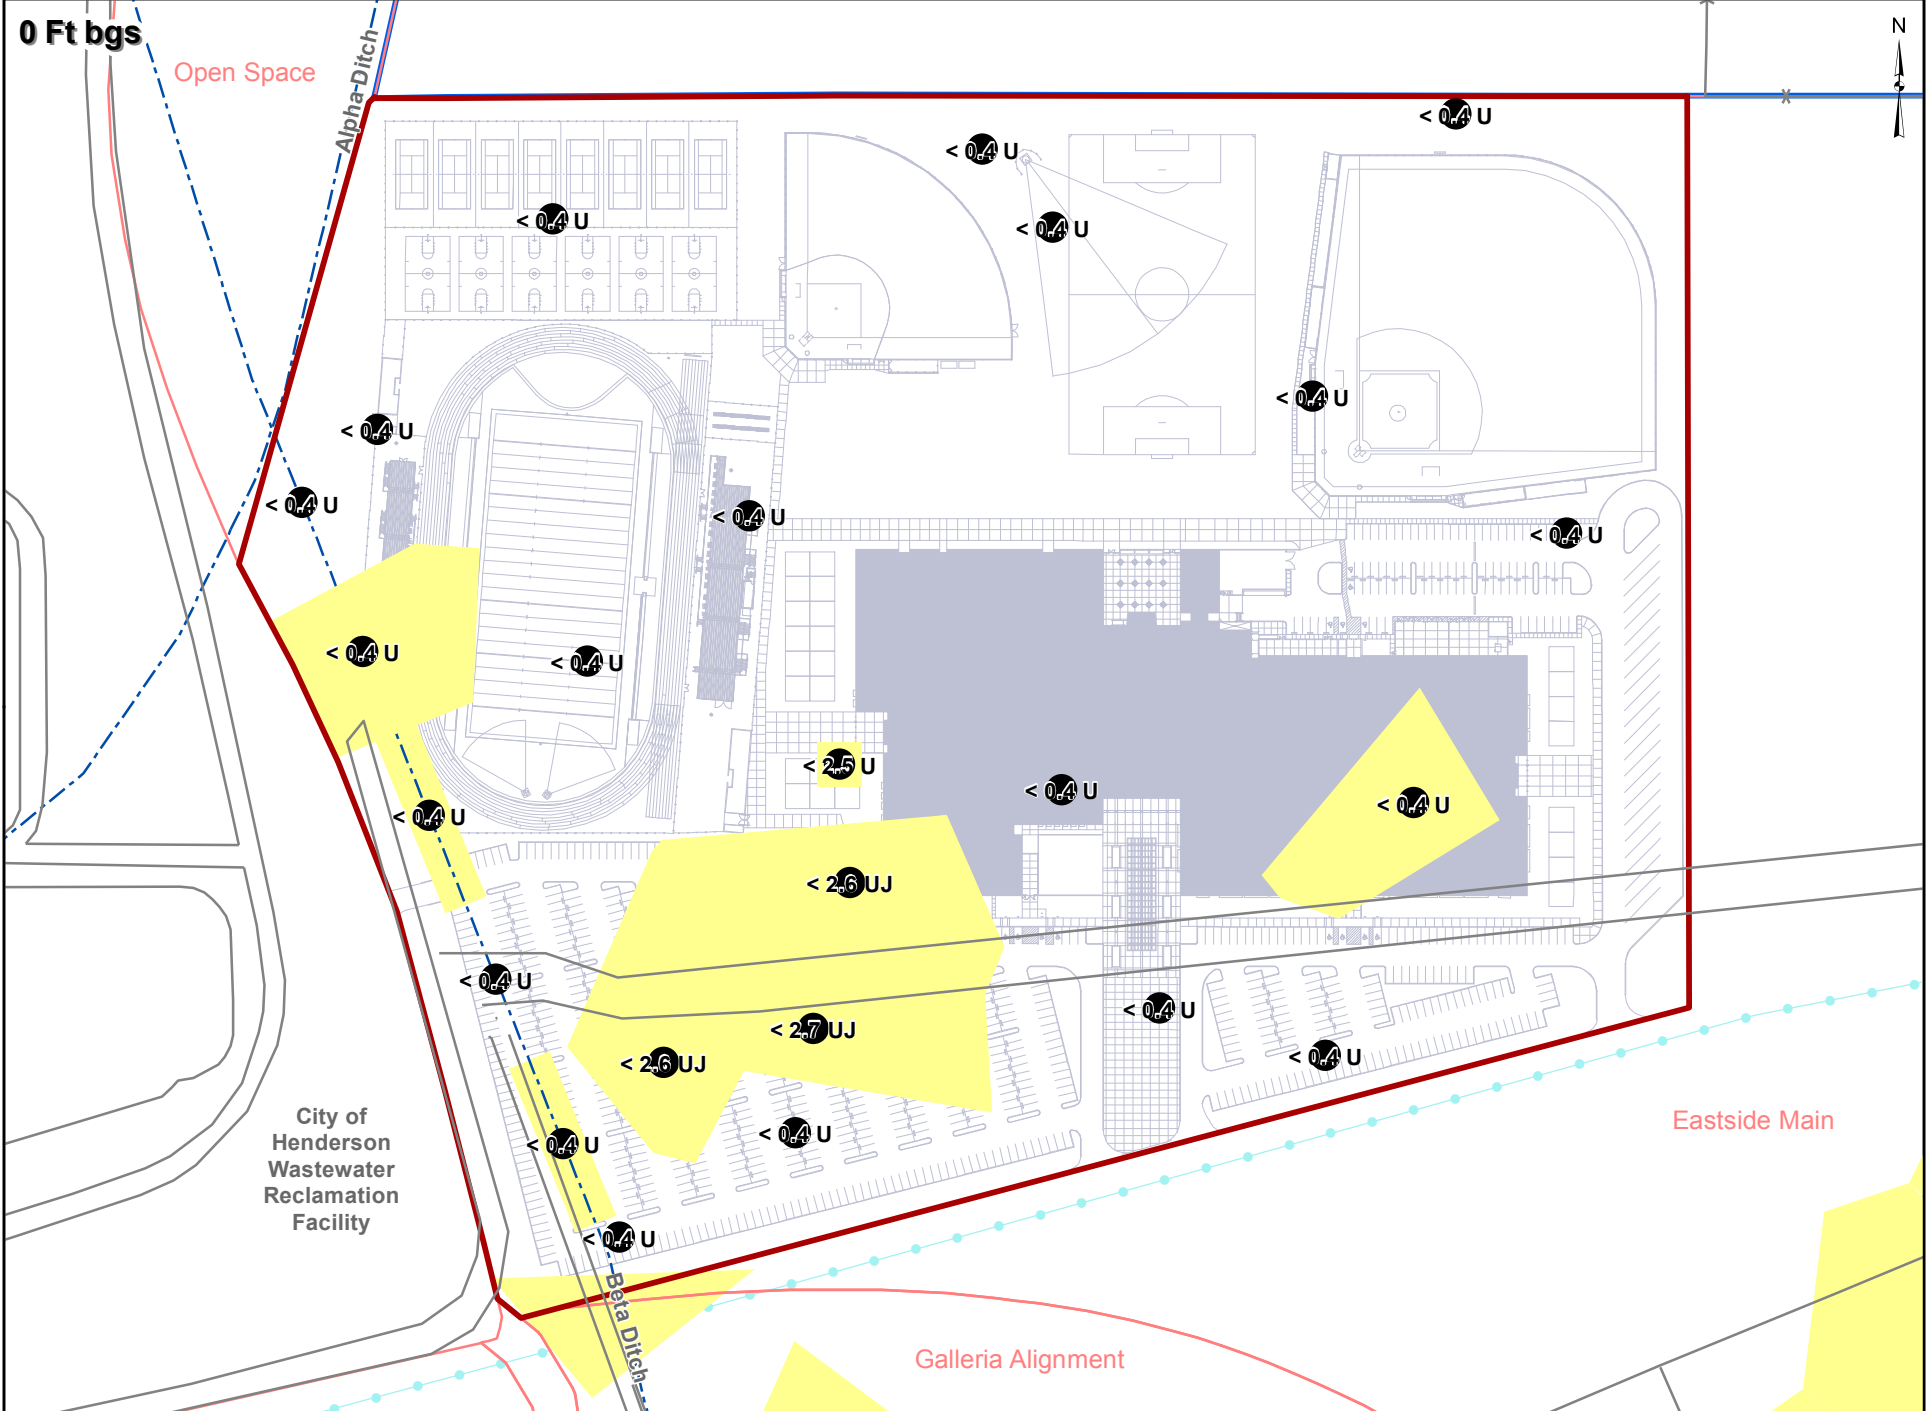 0 Ft bgs
N
Open Space
Alpha Ditch
< 0.4 U
< 0.4 U
< 0.4 U
< 0.4 U
< 0.4 U
< 0.4 U
< 0.4 U
< 0.4 U
< 0.4 U
< 0.4 U
< 0.4 U
< 0.4 U
< 2.5 U
< 0.4 U
< 0.4 U
< 0.4 U
< 2.6 UJ
< 0.4 U
< 0.4 U
< 2.7 UJ
< 2.6 UJ
< 0.4 U
< 0.4 U
< 0.4 U
< 0.4 U
City of
Henderson
Wastewater
Reclamation
Facility
Eastside Main
Beta Ditch
Galleria Alignment